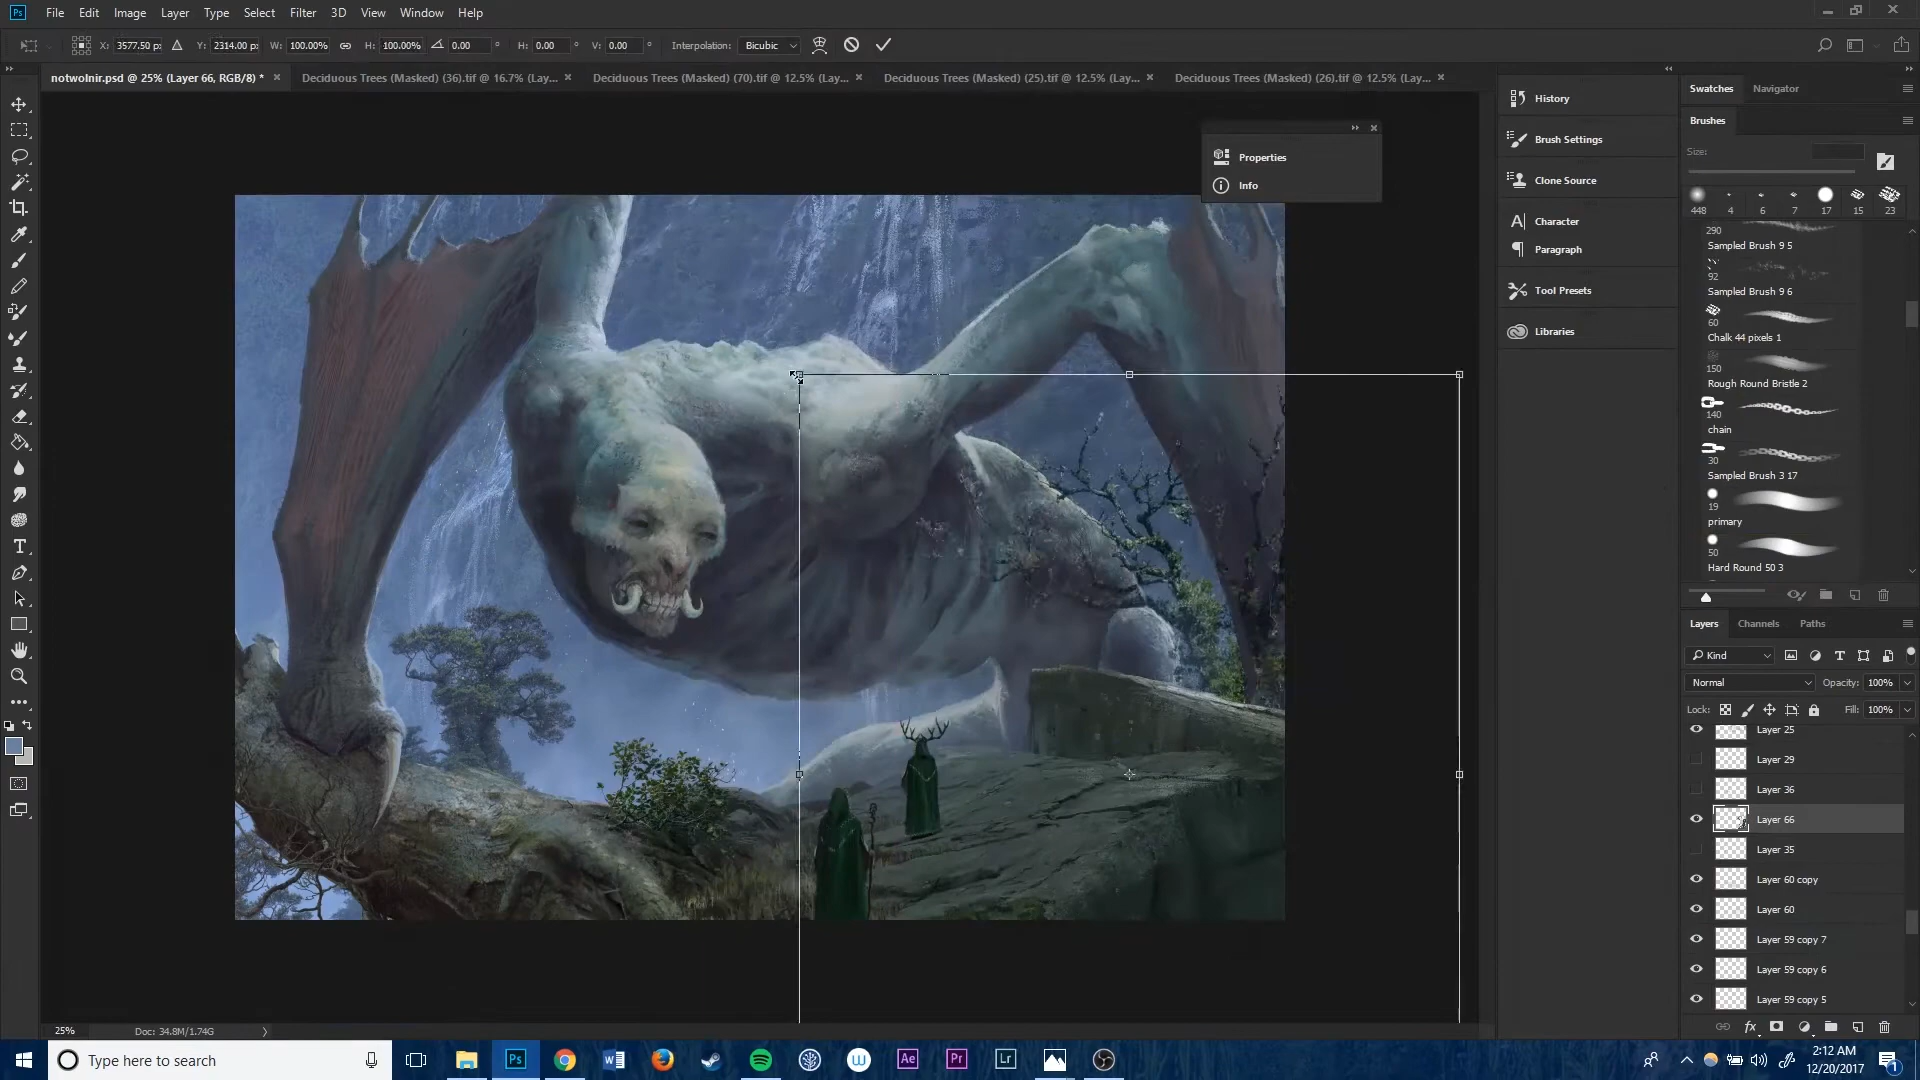 Ps File Edit Image Layer Type Select Filter 3D View Window Help
X: 3577.50 px Y: 2314.00 px W: 100.00% H: 100.00% 0.00 ° H: 0.00 ° V: 0.00 ° Interpolation: Bicubic
notwolnir.psd @ 25% (Layer 66, RGB/8) * Deciduous Trees (Masked) (36).tif @ 16.7% (Lay... Deciduous Trees (Masked) (70).tif @ 12.5% (Lay... Deciduous Trees (Masked) (25).tif @ 12.5% (Lay... Deciduous Trees (Masked) (26).tif @ 12.5% (Lay...
Properties
Info
History
Brush Settings
Clone Source
Character
Paragraph
Tool Presets
Libraries
Swatches Navigator
Brushes
Size:
448 4 6 7 17 15 23
290
Sampled Brush 9 5
92
Sampled Brush 9 6
60
Chalk 44 pixels 1
150
Rough Round Bristle 2
140
chain
30
Sampled Brush 3 17
19
primary
50
Hard Round 50 3
Layers Channels Paths
Kind
Normal Opacity: 100%
Lock: Fill: 100%
Layer 25
Layer 29
Layer 36
Layer 66
Layer 35
Layer 60 copy
Layer 60
Layer 59 copy 7
Layer 59 copy 6
Layer 59 copy 5
fx
25% Doc: 34.8M/1.74G
Type here to search
Ps Ae Pr Lr
2:12 AM
12/20/2017
1